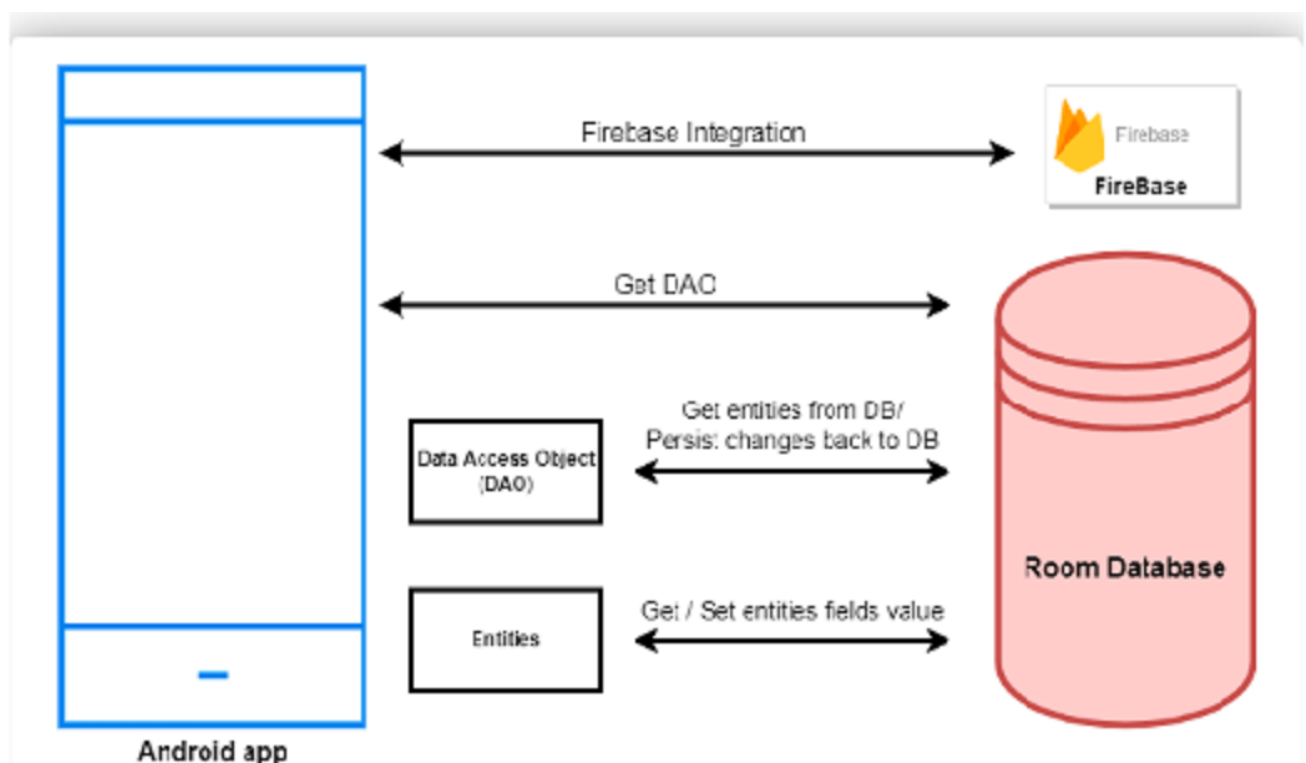 Firebase Integration
Firebase
FireBase
Get DAO
Get entities from DB/
Persist changes back to DB
Data Access Object
(DAO)
Room Database
Get / Set entities fields value
Entities
Android app